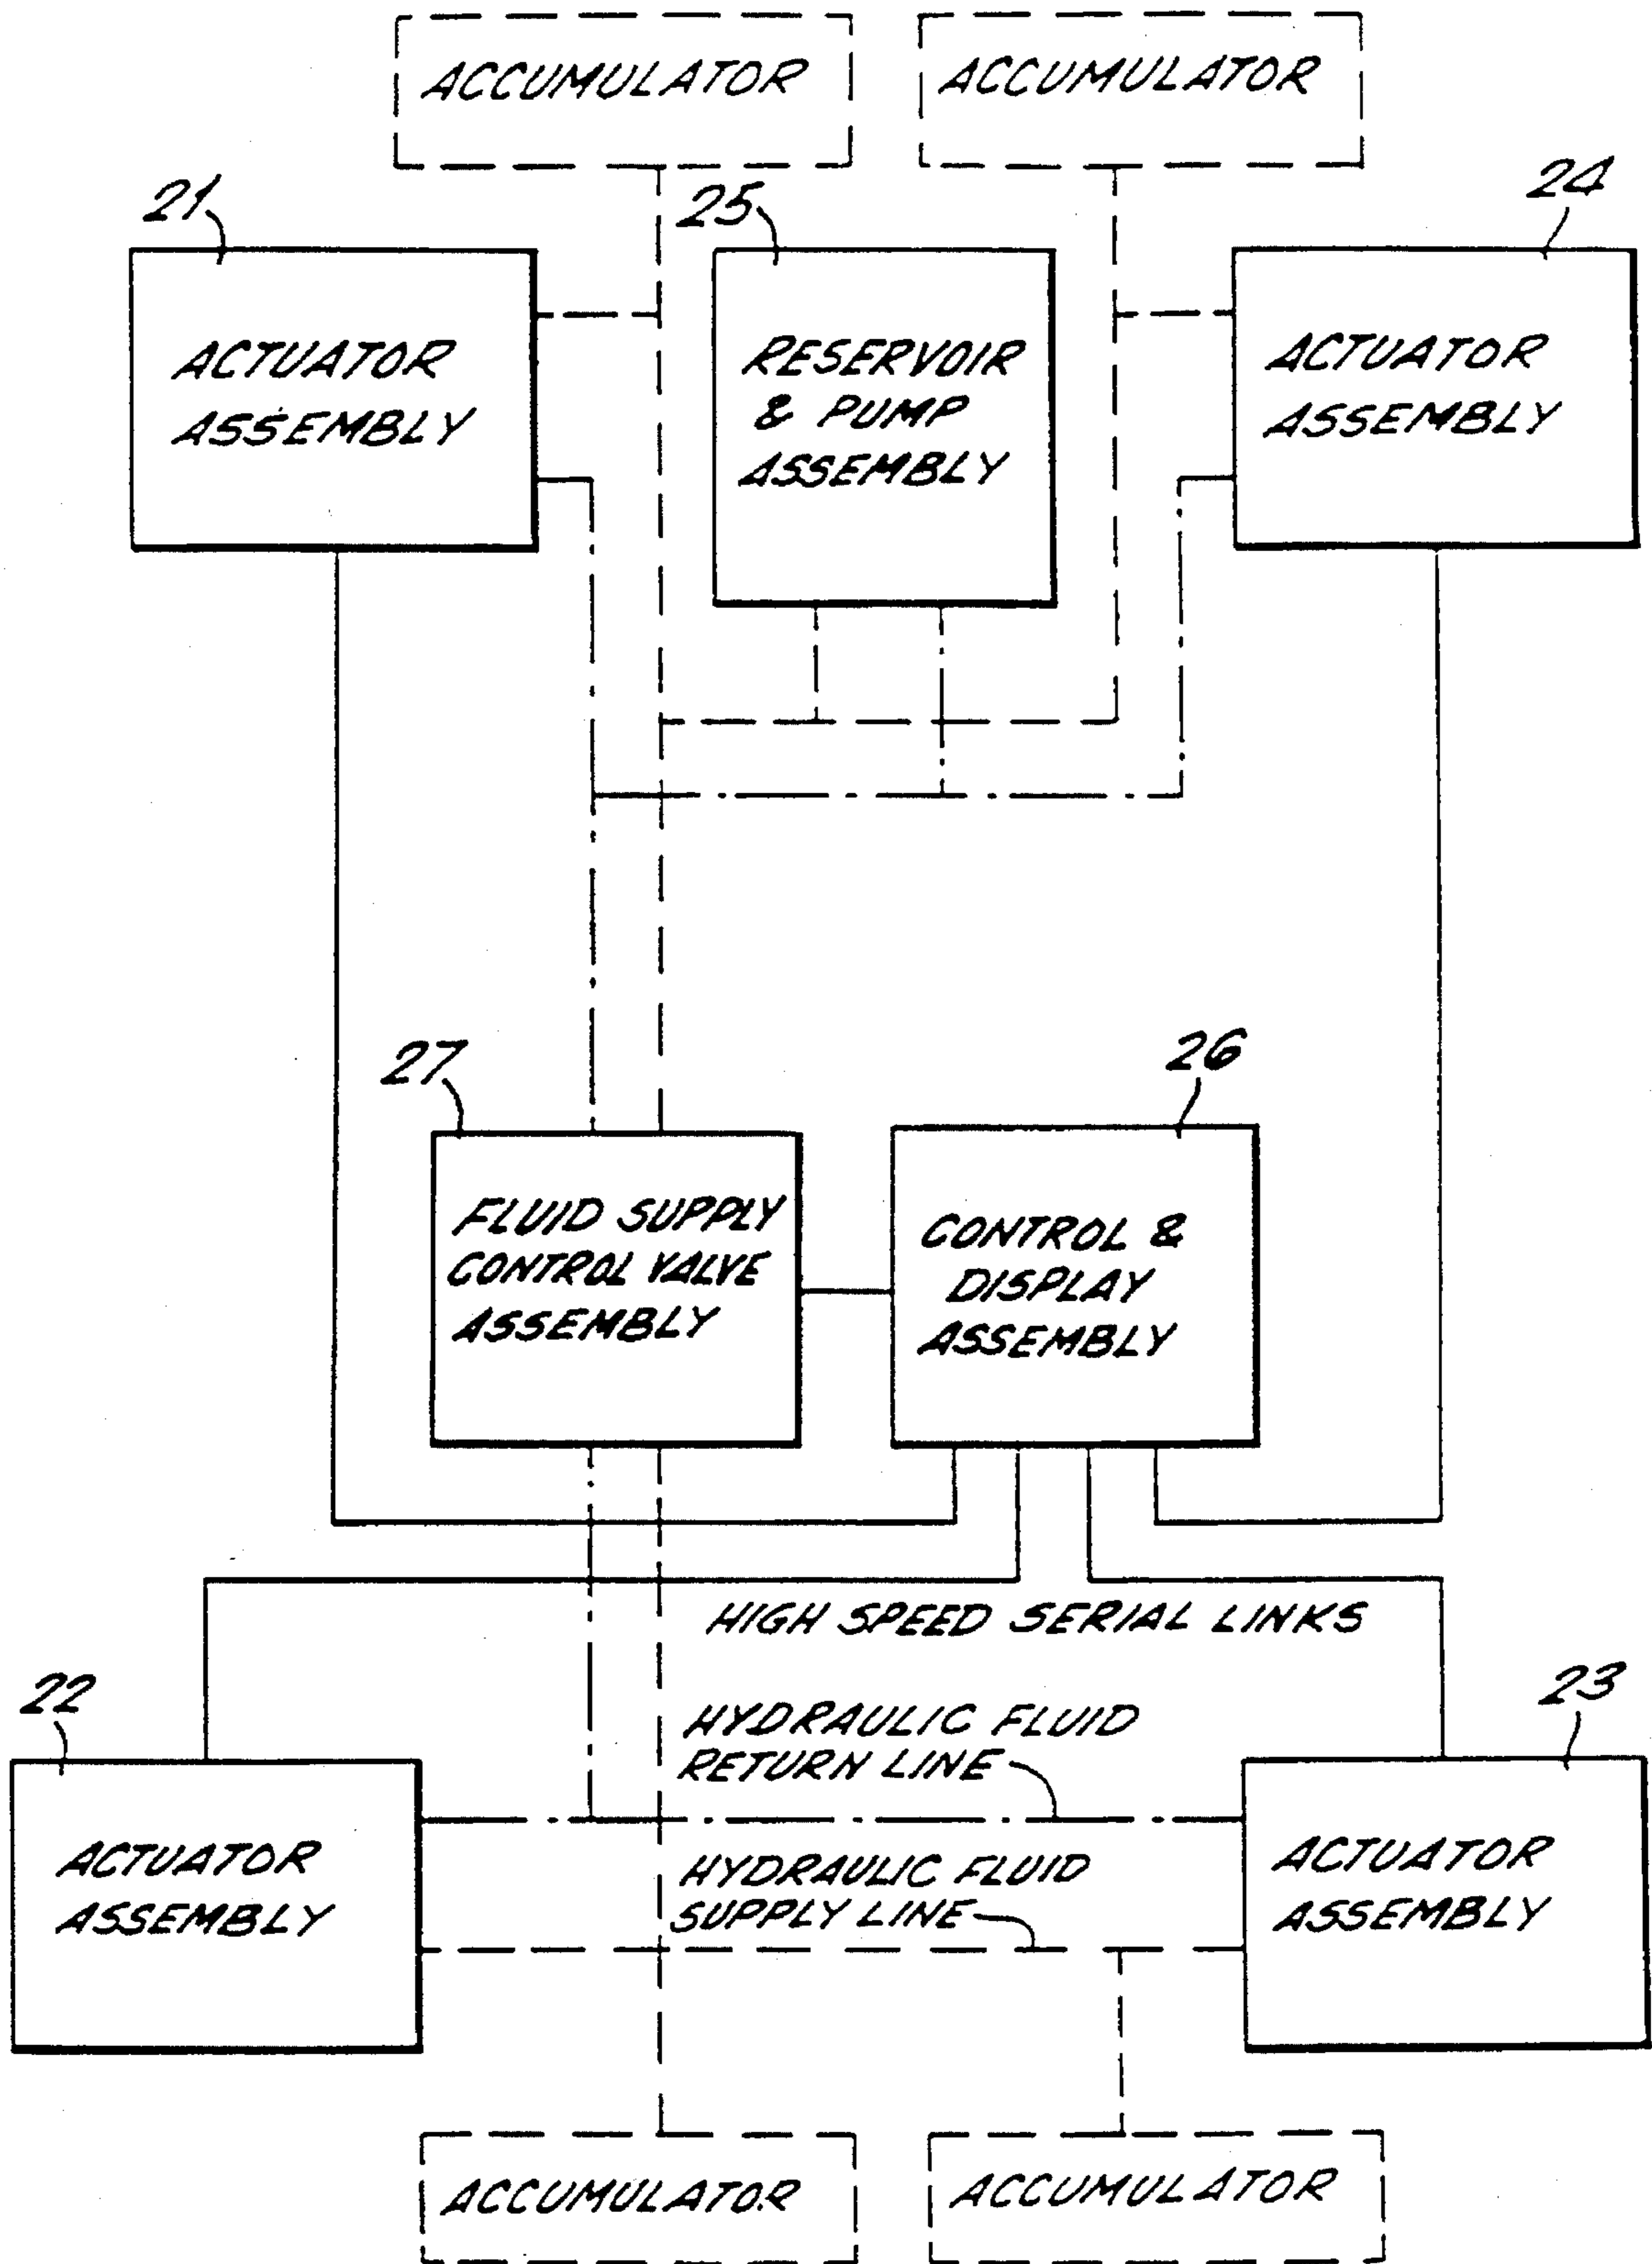 ACCUMULATOR
ACCUMULATOR
21
25
24
ACTUATOR
ASSEMBLY
RESERVOIR
& PUMP
ASSEMBLY
ACTUATOR
ASSEMBLY
27
26
FLUID SUPPLY
CONTROL VALVE
ASSEMBLY
CONTROL &
DISPLAY
ASSEMBLY
HIGH SPEED SERIAL LINKS
22
23
HYDRAULIC FLUID
RETURN LINE
ACTUATOR
ASSEMBLY
HYDRAULIC FLUID
SUPPLY LINE
ACTUATOR
ASSEMBLY
ACCUMULATOR
ACCUMULATOR